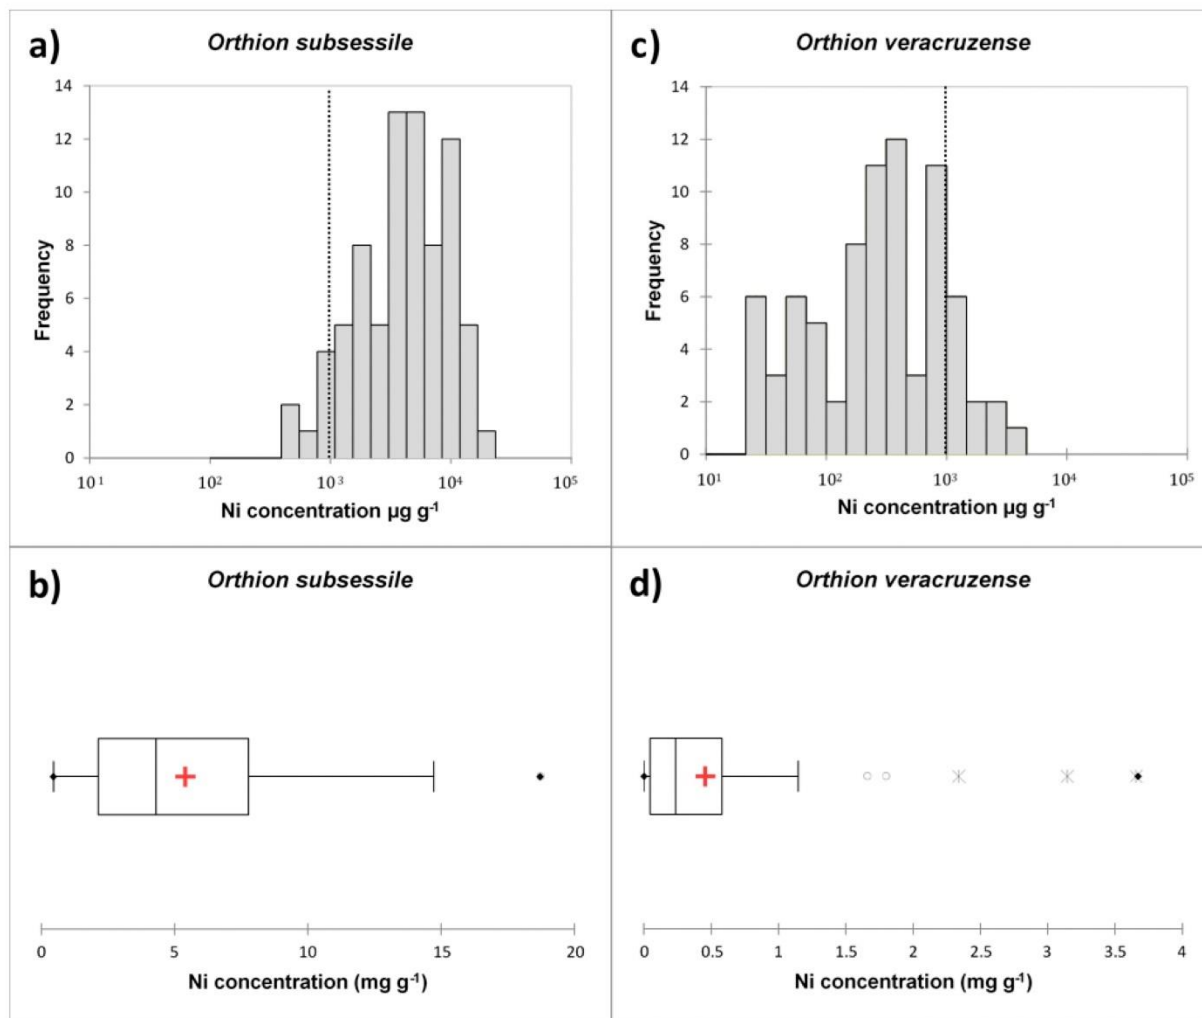 a)
Orthion subsessile
14
12
10
8
6
4
2
0
Frequency
10¹
10²
10³
10⁴
10⁵
Ni concentration µg g⁻¹
c)
Orthion veracruzense
14
12
10
8
6
4
2
0
Frequency
10¹
10²
10³
10⁴
10⁵
Ni concentration µg g⁻¹
b)
Orthion subsessile
0
5
10
15
20
Ni concentration (mg g⁻¹)
d)
Orthion veracruzense
0
0.5
1
1.5
2
2.5
3
3.5
4
Ni concentration (mg g⁻¹)